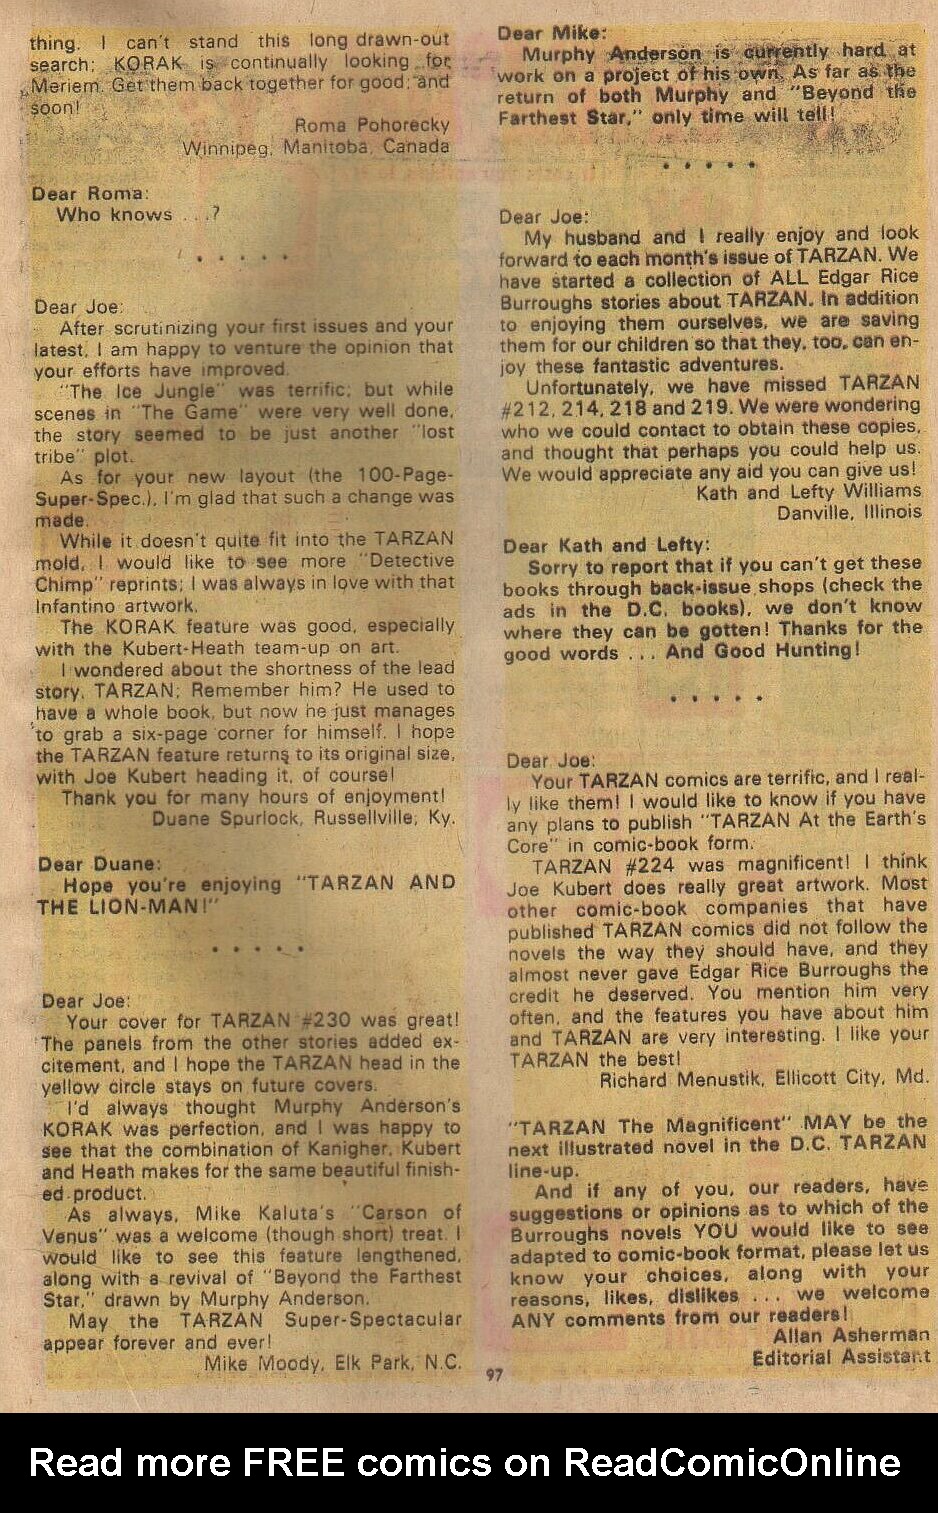 thing. I can't stand this long drawn-out
search; KORAK is continually looking for
Meriem. Get them back together for good, and
soon!
Roma Pohorecky
Winnipeg, Manitoba, Canada
Dear Roma:
Who knows . . .?
. . . . .
Dear Joe:
After scrutinizing your first issues and your
latest, I am happy to venture the opinion that
your efforts have improved.
"The Ice Jungle" was terrific; but while
scenes in "The Game" were very well done,
the story seemed to be just another "lost
tribe" plot.
As for your new layout (the 100-Page-
Super-Spec.), I'm glad that such a change was
made.
While it doesn't quite fit into the TARZAN
mold, I would like to see more "Detective
Chimp" reprints; I was always in love with that
Infantino artwork.
The KORAK feature was good, especially
with the Kubert-Heath team-up on art.
I wondered about the shortness of the lead
story, TARZAN; Remember him? He used to
have a whole book, but now he just manages
to grab a six-page corner for himself. I hope
the TARZAN feature returns to its original size,
with Joe Kubert heading it, of course!
Thank you for many hours of enjoyment!
Duane Spurlock, Russellville, Ky.
Dear Duane:
Hope you're enjoying "TARZAN AND
THE LION-MAN!"
. . . . .
Dear Joe:
Your cover for TARZAN #230 was great!
The panels from the other stories added ex-
citement, and I hope the TARZAN head in the
yellow circle stays on future covers.
I'd always thought Murphy Anderson's
KORAK was perfection, and I was happy to
see that the combination of Kanigher, Kubert
and Heath makes for the same beautiful finish-
ed product.
As always, Mike Kaluta's "Carson of
Venus" was a welcome (though short) treat. I
would like to see this feature lengthened,
along with a revival of "Beyond the Farthest
Star," drawn by Murphy Anderson.
May the TARZAN Super-Spectacular
appear forever and ever!
Mike Moody, Elk Park, N.C.
Dear Mike:
Murphy Anderson is currently hard at
work on a project of his own. As far as the
return of both Murphy and "Beyond the
Farthest Star," only time will tell!
. . . . .
Dear Joe:
My husband and I really enjoy and look
forward to each month's issue of TARZAN. We
have started a collection of ALL Edgar Rice
Burroughs stories about TARZAN. In addition
to enjoying them ourselves, we are saving
them for our children so that they, too, can en-
joy these fantastic adventures.
Unfortunately, we have missed TARZAN
#212, 214, 218 and 219. We were wondering
who we could contact to obtain these copies,
and thought that perhaps you could help us.
We would appreciate any aid you can give us!
Kath and Lefty Williams
Danville, Illinois
Dear Kath and Lefty:
Sorry to report that if you can't get these
books through back-issue shops (check the
ads in the D.C. books), we don't know
where they can be gotten! Thanks for the
good words . . . And Good Hunting!
. . . . .
Dear Joe:
Your TARZAN comics are terrific, and I real-
ly like them! I would like to know if you have
any plans to publish "TARZAN At the Earth's
Core" in comic-book form.
TARZAN #224 was magnificent! I think
Joe Kubert does really great artwork. Most
other comic-book companies that have
published TARZAN comics did not follow the
novels the way they should have, and they
almost never gave Edgar Rice Burroughs the
credit he deserved. You mention him very
often, and the features you have about him
and TARZAN are very interesting. I like your
TARZAN the best!
Richard Menustik, Ellicott City, Md.
"TARZAN The Magnificent" MAY be the
next illustrated novel in the D.C. TARZAN
line-up.
And if any of you, our readers, have
suggestions or opinions as to which of the
Burroughs novels YOU would like to see
adapted to comic-book format, please let us
know your choices, along with your
reasons, likes, dislikes . . . we welcome
ANY comments from our readers!
Allan Asherman
Editorial Assistant
97
Read more FREE comics on ReadComicOnline